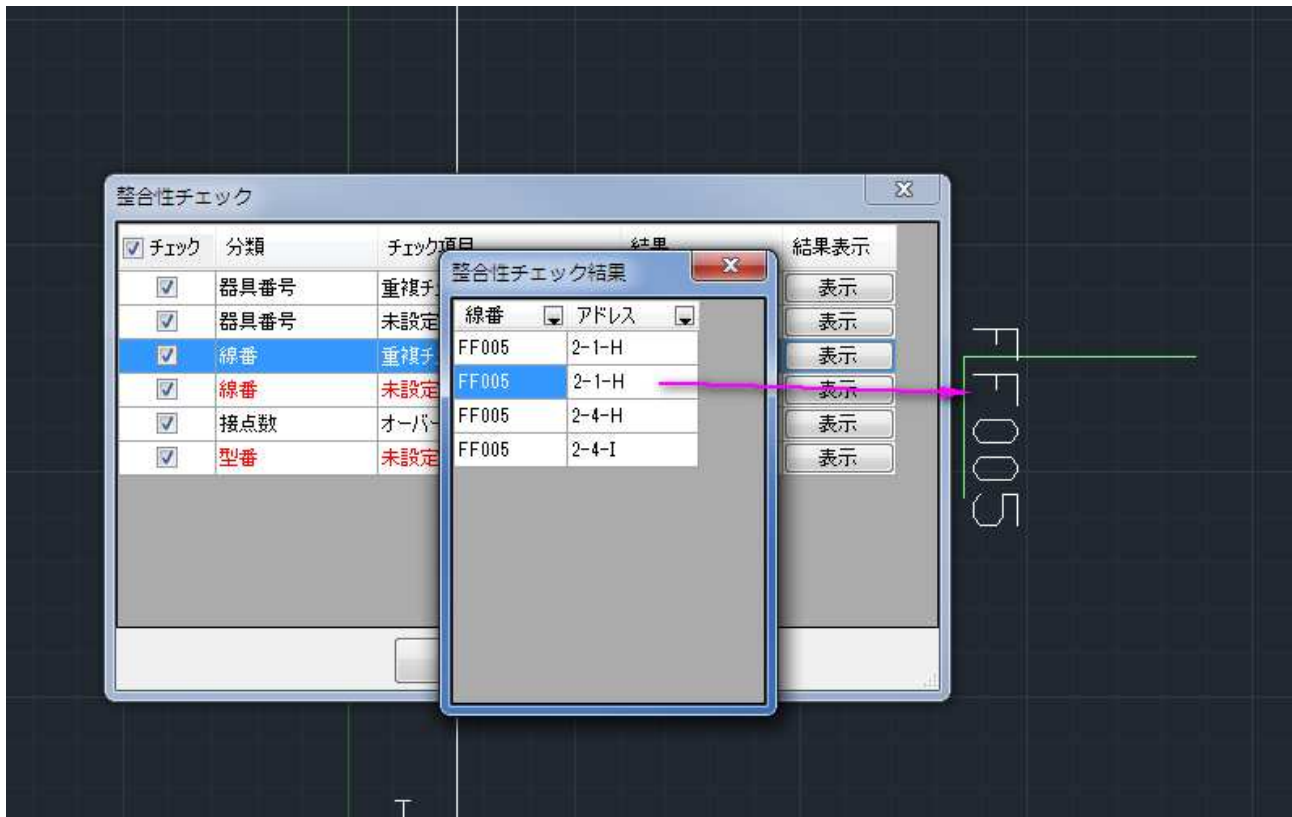 整合性チェック
チェック 分類 チェック項目 結果 結果表示
器具番号 重複チ 表示
器具番号 未設定 表示
線番 重複チ 表示
線番 未設定 表示
接点数 オーバー 表示
型番 未設定 表示
整合性チェック結果
線番 アドレス
FF005 2-1-H
FF005 2-1-H
FF005 2-4-H
FF005 2-4-I
FF005